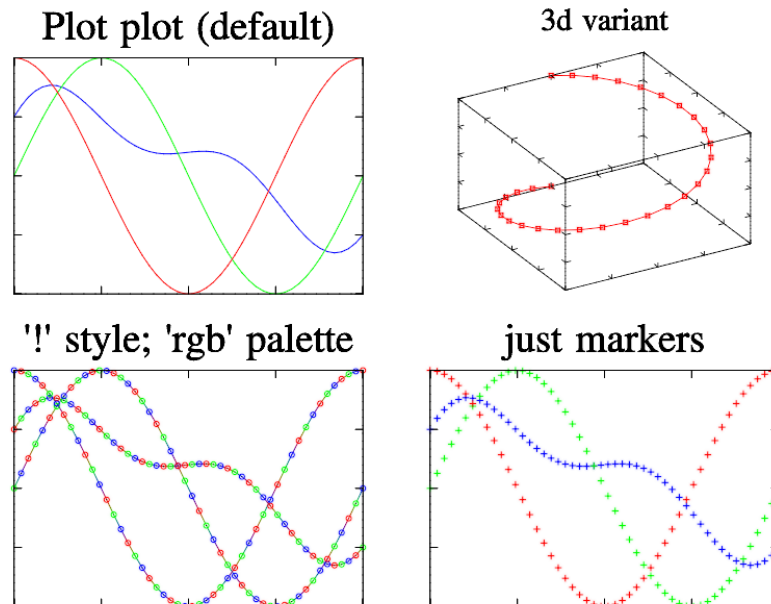 Plot plot (default)
3d variant
'!' style; 'rgb' palette
just markers